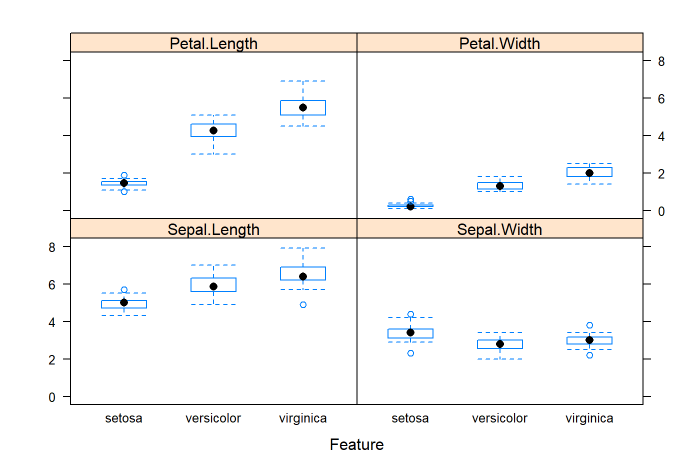 Petal.Length Petal.Width
8
6
4
2
0
Sepal.Length Sepal.Width
8
6
4
2
0
setosa versicolor virginica setosa versicolor virginica
Feature